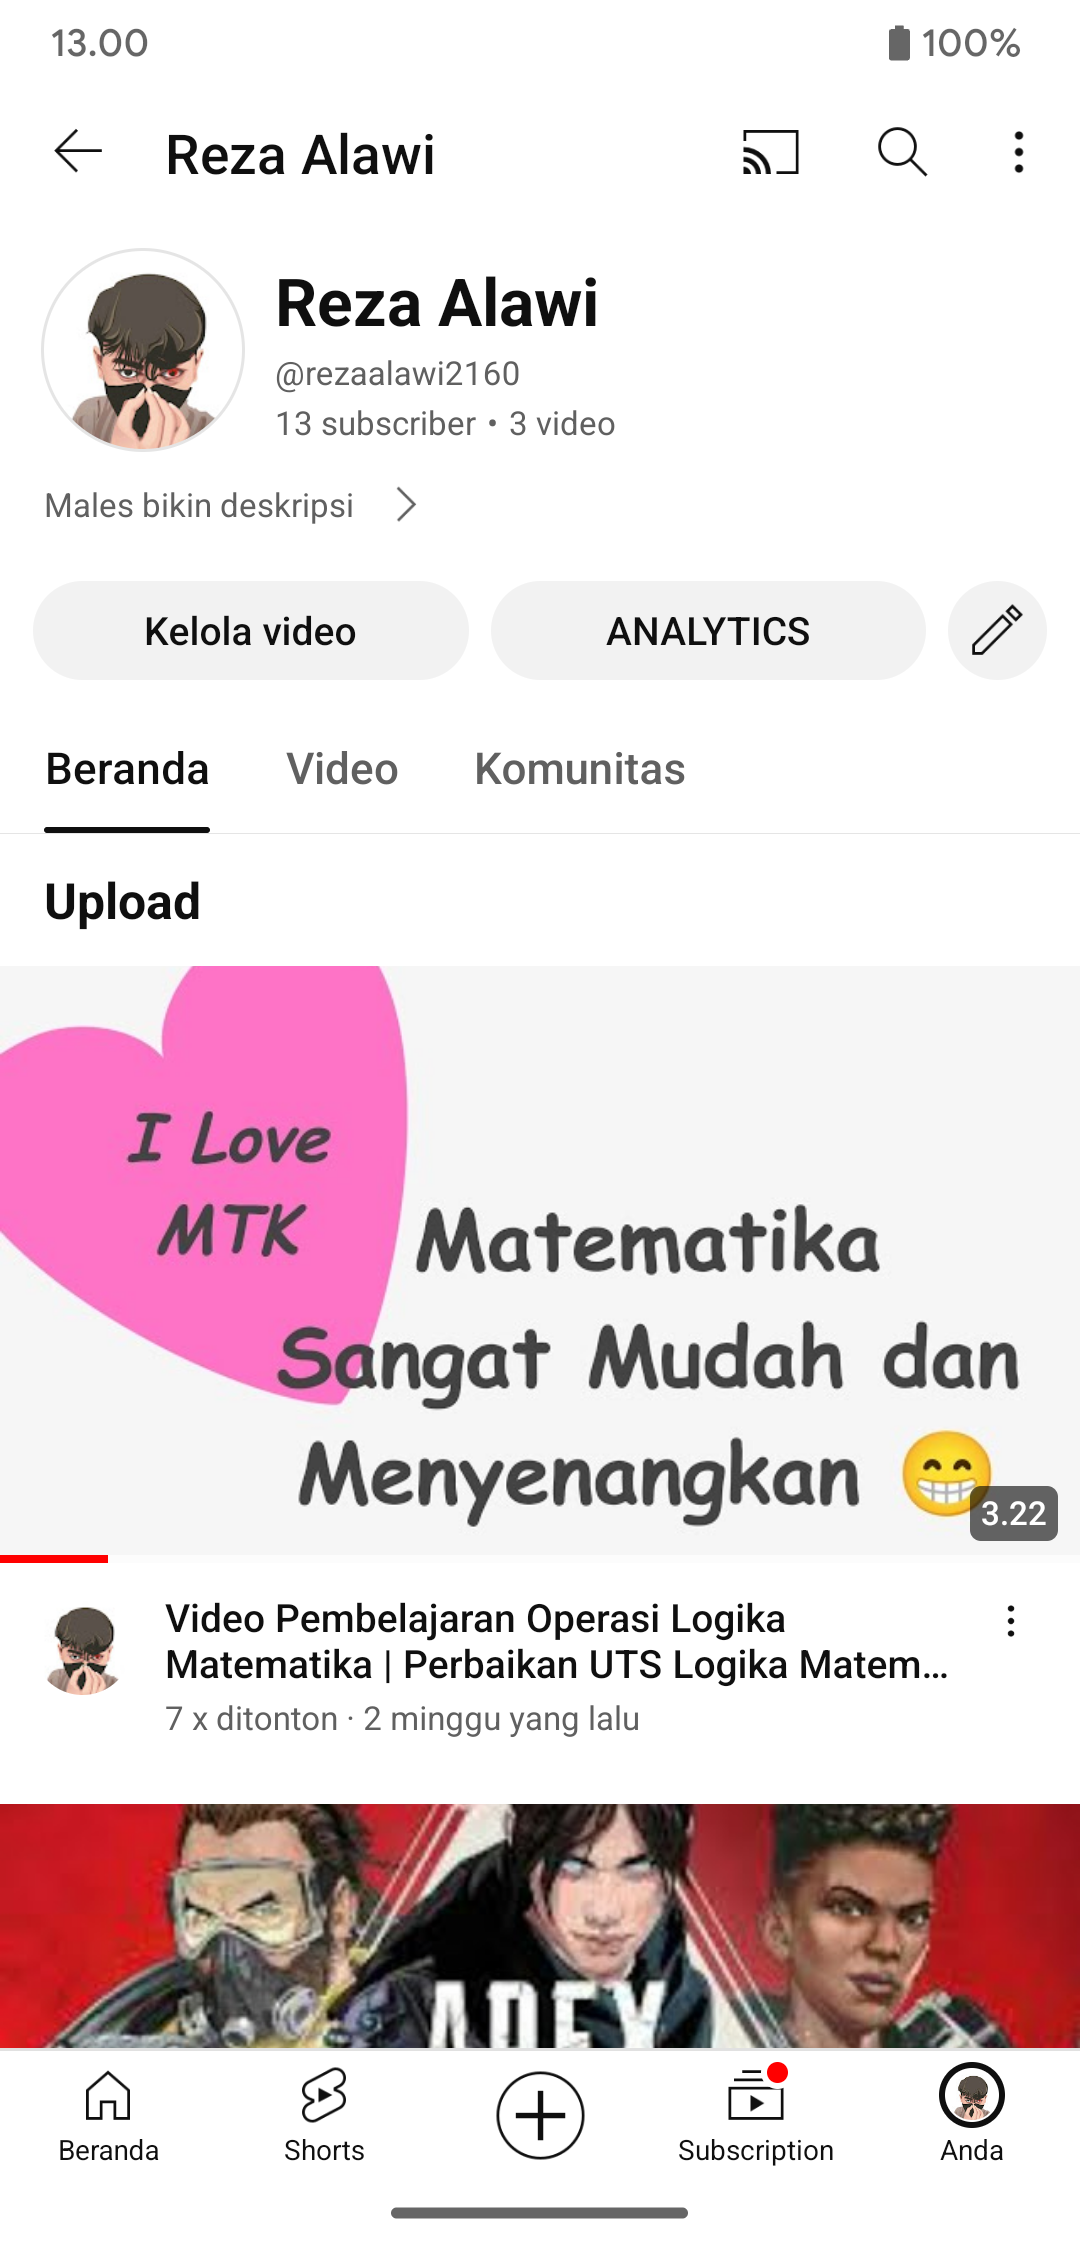 13.00
100%
Reza Alawi
Reza Alawi
@rezaalawi2160
13 subscriber • 3 video
Males bikin deskripsi
Kelola video
ANALYTICS
Beranda
Video
Komunitas
Upload
I Love
MTK
Matematika
Sangat Mudah dan
Menyenangkan 😁
3.22
Video Pembelajaran Operasi Logika
Matematika | Perbaikan UTS Logika Matem...
7 x ditonton · 2 minggu yang lalu
APEX
Beranda
Shorts
Subscription
Anda